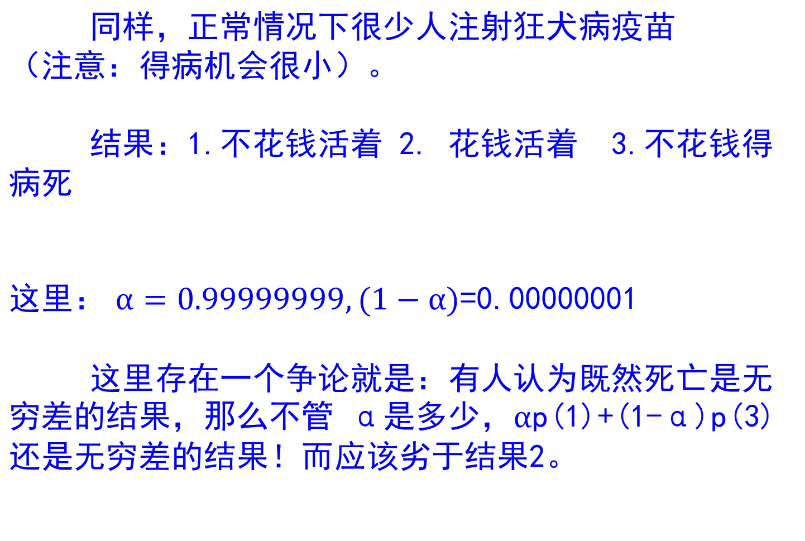 同样，正常情况下很少人注射狂犬病疫苗
（注意：得病机会很小）。
结果：1.不花钱活着 2. 花钱活着 3.不花钱得
病死
这里： α = 0.99999999, (1 − α)=0.00000001
这里存在一个争论就是：有人认为既然死亡是无
穷差的结果，那么不管 α是多少，αp(1)+(1-α)p(3)
还是无穷差的结果！而应该劣于结果2。